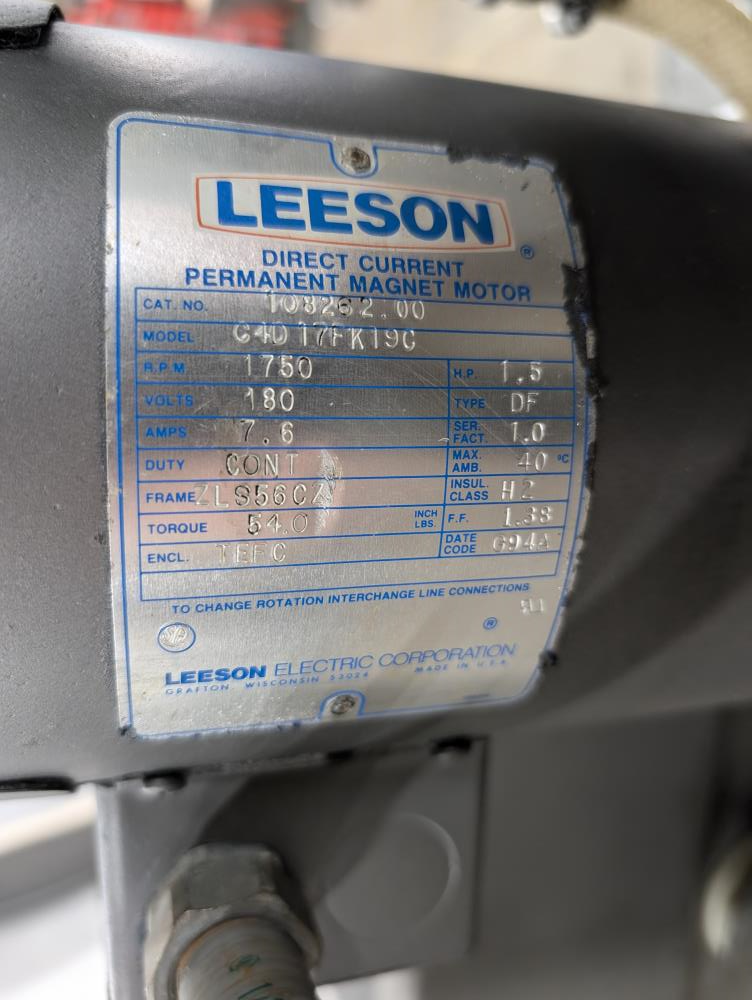 LEESON
®
DIRECT CURRENT
PERMANENT MAGNET MOTOR
CAT. NO. 108262.00
MODEL C4D17FK19C
R.P.M. 1750 H.P. 1.5
VOLTS 180 TYPE DF
AMPS 7.6 SER. FACT. 1.0
DUTY CONT MAX. AMB. 40 °C
FRAME ZLS56CZ INSUL. CLASS H2
TORQUE 54.0 INCH LBS. F.F. 1.38
ENCL. TEFC DATE CODE G94A
TO CHANGE ROTATION INTERCHANGE LINE CONNECTIONS
®
LEESON ELECTRIC CORPORATION
GRAFTON WISCONSIN 53024 MADE IN U.S.A.